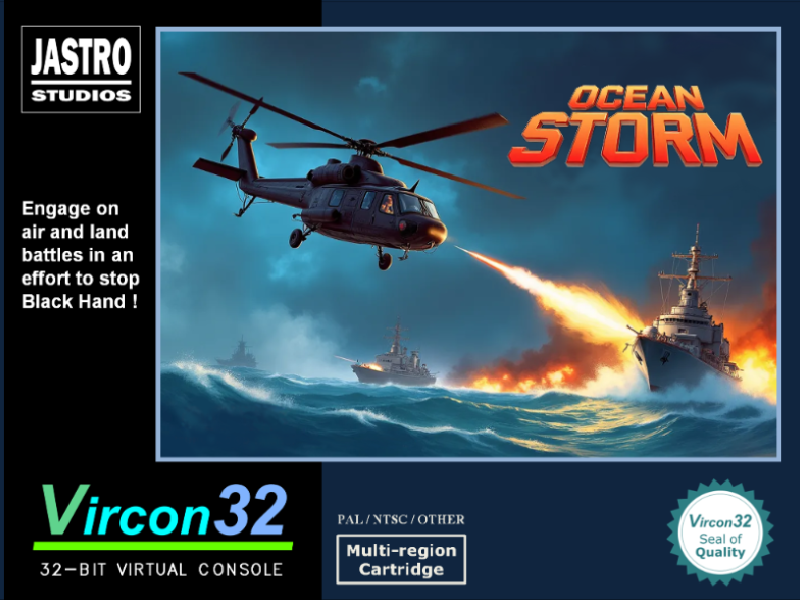 JASTRO
STUDIOS
OCEAN
STORM
Engage on
air and land
battles in an
effort to stop
Black Hand !
Vircon32
32-BIT VIRTUAL CONSOLE
PAL / NTSC / OTHER
Multi-region
Cartridge
Vircon32
Seal of
Quality